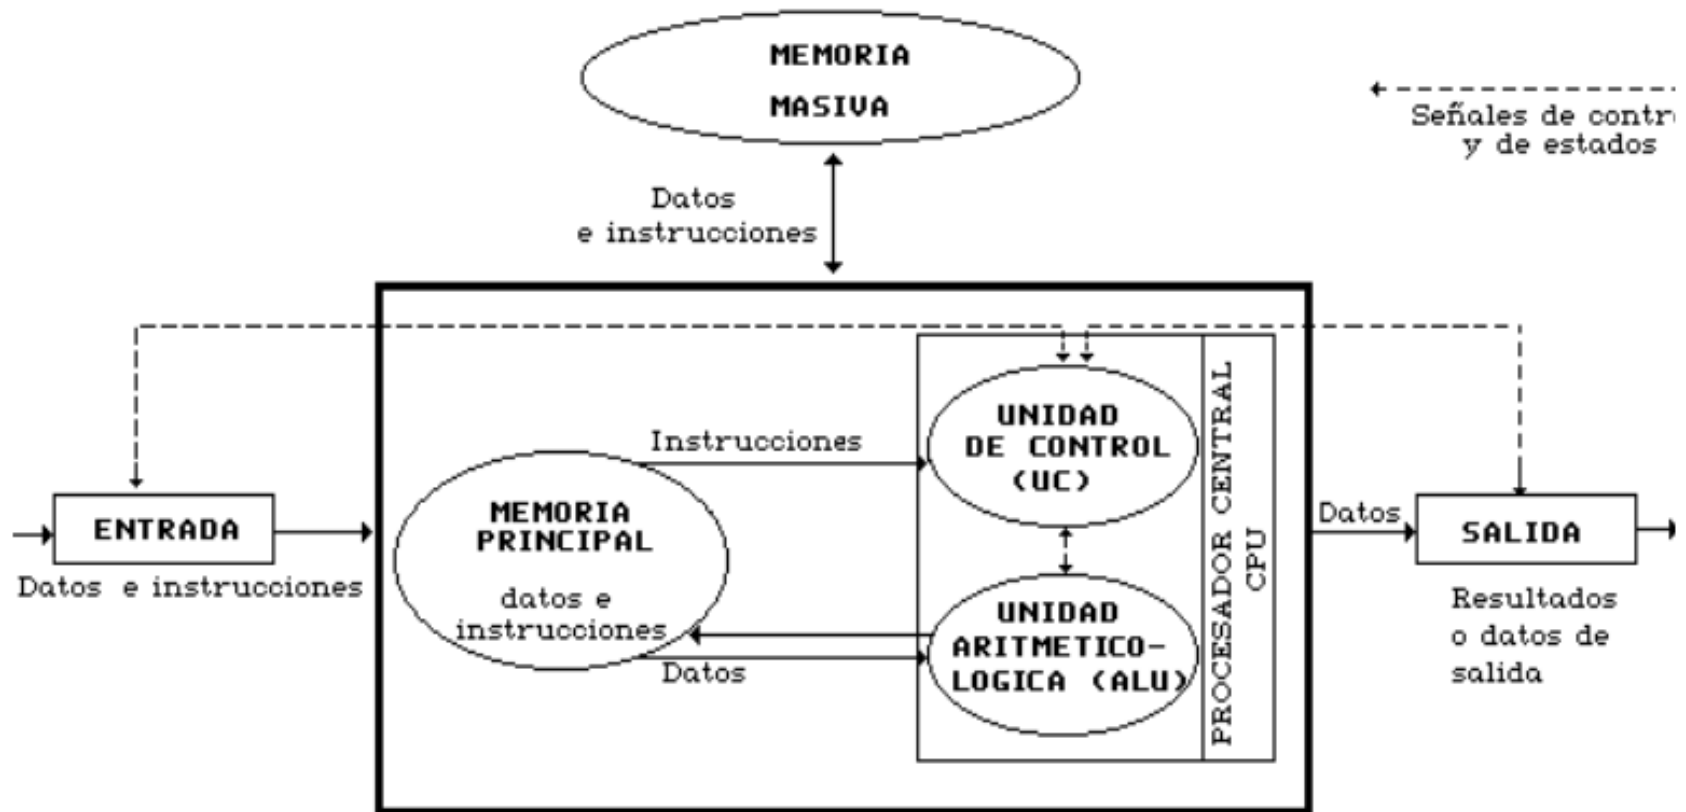 MEMORIA
MASIVA
Señales de contr
y de estados
Datos
e instrucciones
Instrucciones
UNIDAD
DE CONTROL
(UC)
PROCESADOR CENTRAL
CPU
ENTRADA
Datos e instrucciones
MEMORIA
PRINCIPAL
datos e
instrucciones
Datos
UNIDAD
ARITMETICO-
LOGICA (ALU)
Datos
SALIDA
Resultados
o datos de
salida